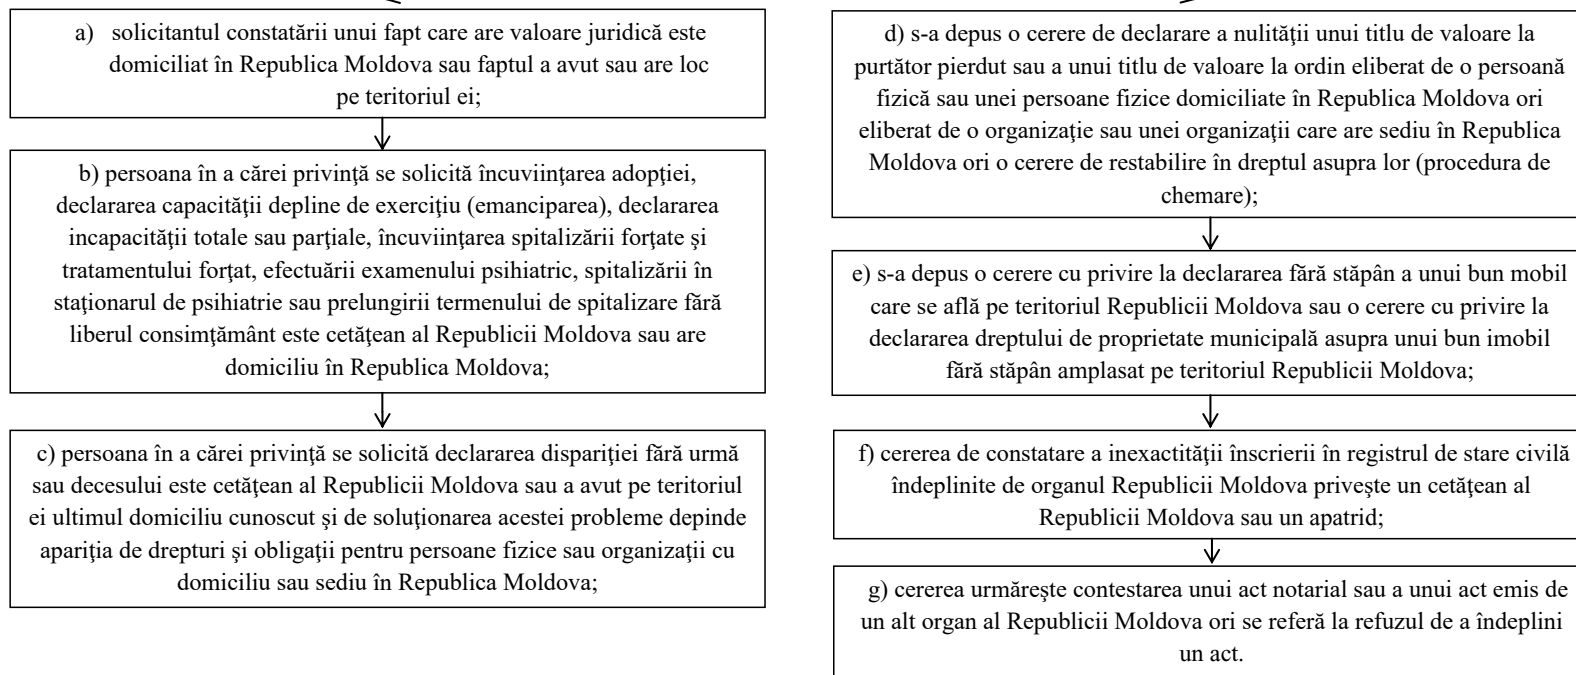 a) solicitantul constatării unui fapt care are valoare juridică este
domiciliat în Republica Moldova sau faptul a avut sau are loc
pe teritoriul ei;
b) persoana în a cărei privinţă se solicită încuviinţarea adopţiei,
declararea capacităţii depline de exerciţiu (emanciparea), declararea
incapacităţii totale sau parţiale, încuviinţarea spitalizării forţate şi
tratamentului forţat, efectuării examenului psihiatric, spitalizării în
staţionarul de psihiatrie sau prelungirii termenului de spitalizare fără
liberul consimţământ este cetăţean al Republicii Moldova sau are
domiciliu în Republica Moldova;
c) persoana în a cărei privinţă se solicită declararea dispariţiei fără urmă
sau decesului este cetăţean al Republicii Moldova sau a avut pe teritoriul
ei ultimul domiciliu cunoscut şi de soluţionarea acestei probleme depinde
apariţia de drepturi şi obligaţii pentru persoane fizice sau organizaţii cu
domiciliu sau sediu în Republica Moldova;
d) s-a depus o cerere de declarare a nulităţii unui titlu de valoare la
purtător pierdut sau a unui titlu de valoare la ordin eliberat de o persoană
fizică sau unei persoane fizice domiciliate în Republica Moldova ori
eliberat de o organizaţie sau unei organizaţii care are sediu în Republica
Moldova ori o cerere de restabilire în dreptul asupra lor (procedura de
chemare);
e) s-a depus o cerere cu privire la declararea fără stăpân a unui bun mobil
care se află pe teritoriul Republicii Moldova sau o cerere cu privire la
declararea dreptului de proprietate municipală asupra unui bun imobil
fără stăpân amplasat pe teritoriul Republicii Moldova;
f) cererea de constatare a inexactităţii înscrierii în registrul de stare civilă
îndeplinite de organul Republicii Moldova priveşte un cetăţean al
Republicii Moldova sau un apatrid;
g) cererea urmăreşte contestarea unui act notarial sau a unui act emis de
un alt organ al Republicii Moldova ori se referă la refuzul de a îndeplini
un act.